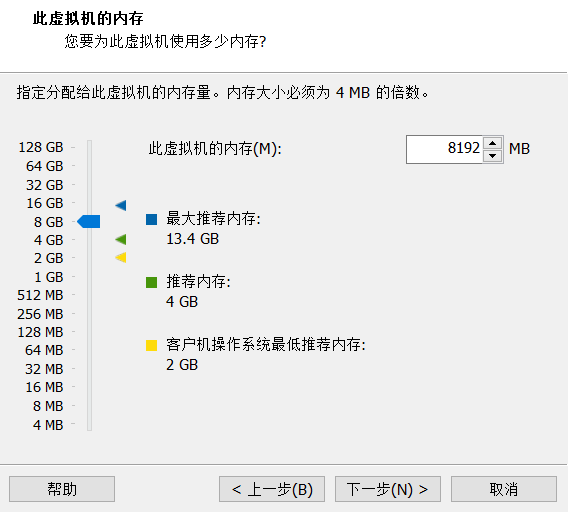 此虚拟机的内存
您要为此虚拟机使用多少内存?
指定分配给此虚拟机的内存量。内存大小必须为 4 MB 的倍数。
128 GB
64 GB
32 GB
16 GB
8 GB
4 GB
2 GB
1 GB
512 MB
256 MB
128 MB
64 MB
32 MB
16 MB
8 MB
4 MB
此虚拟机的内存(M):
8192 MB
最大推荐内存:
13.4 GB
推荐内存:
4 GB
客户机操作系统最低推荐内存:
2 GB
帮助
< 上一步(B)
下一步(N) >
取消